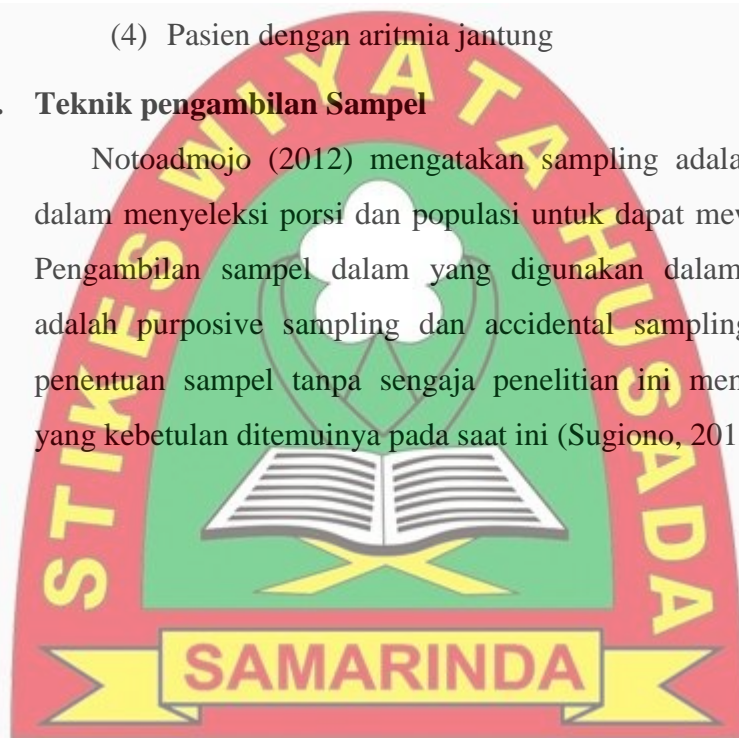 (4) Pasien dengan aritmia jantung
. Teknik pengambilan Sampel
Notoadmojo (2012) mengatakan sampling adala
dalam menyeleksi porsi dan populasi untuk dapat mew
Pengambilan sampel dalam yang digunakan dalam
adalah purposive sampling dan accidental sampling
penentuan sampel tanpa sengaja penelitian ini men
yang kebetulan ditemuinya pada saat ini (Sugiono, 201
STIKES WIYATA HUSADA
SAMARINDA